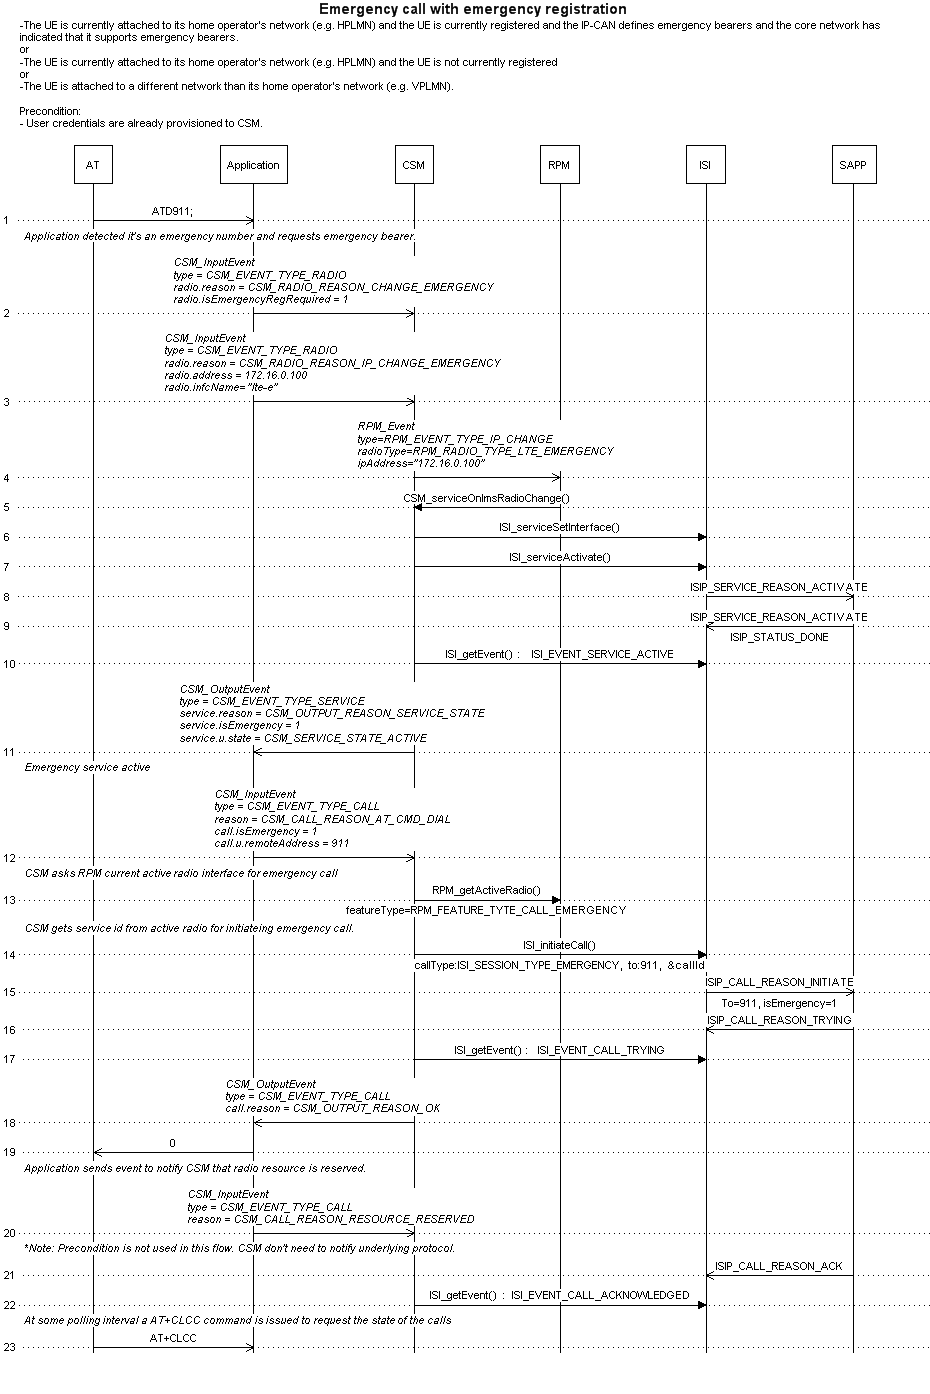 Emergency call with emergency registration
-The UE is currently attached to its home operator's network (e.g. HPLMN) and the UE is currently registered and the IP-CAN defines emergency bearers and the core network has
indicated that it supports emergency bearers.
or
-The UE is currently attached to its home operator's network (e.g. HPLMN) and the UE is not currently registered
or
-The UE is attached to a different network than its home operator's network (e.g. VPLMN).
Precondition:
- User credentials are already provisioned to CSM.
AT Application CSM RPM ISI SAPP
ATD911;
1
Application detected it's an emergency number and requests emergency bearer.
CSM_InputEvent
type = CSM_EVENT_TYPE_RADIO
radio.reason = CSM_RADIO_REASON_CHANGE_EMERGENCY
radio.isEmergencyRegRequired = 1
2
CSM_InputEvent
type = CSM_EVENT_TYPE_RADIO
radio.reason = CSM_RADIO_REASON_IP_CHANGE_EMERGENCY
radio.address = 172.16.0.100
radio.infcName= "lte-e"
3
RPM_Event
type=RPM_EVENT_TYPE_IP_CHANGE
radioType=RPM_RADIO_TYPE_LTE_EMERGENCY
ipAddress="172.16.0.100"
4
CSM_serviceOnImsRadioChange()
5
ISI_serviceSetInterface()
6
ISI_serviceActivate()
7
ISIP_SERVICE_REASON_ACTIVATE
8
ISIP_SERVICE_REASON_ACTIVATE
9
ISIP_STATUS_DONE
ISI_getEvent() : ISI_EVENT_SERVICE_ACTIVE
10
CSM_OutputEvent
type = CSM_EVENT_TYPE_SERVICE
service.reason = CSM_OUTPUT_REASON_SERVICE_STATE
service.isEmergency = 1
service.u.state = CSM_SERVICE_STATE_ACTIVE
11
Emergency service active
CSM_InputEvent
type = CSM_EVENT_TYPE_CALL
reason = CSM_CALL_REASON_AT_CMD_DIAL
call.isEmergency = 1
call.u.remoteAddress = 911
12
CSM asks RPM current active radio interface for emergency call
RPM_getActiveRadio()
13
featureType=RPM_FEATURE_TYTE_CALL_EMERGENCY
CSM gets service id from active radio for initiateing emergency call.
ISI_initiateCall()
14
callType:ISI_SESSION_TYPE_EMERGENCY, to:911, &callId
ISIP_CALL_REASON_INITIATE
15
To=911, isEmergency=1
ISIP_CALL_REASON_TRYING
16
ISI_getEvent() : ISI_EVENT_CALL_TRYING
17
CSM_OutputEvent
type = CSM_EVENT_TYPE_CALL
call.reason = CSM_OUTPUT_REASON_OK
18
0
19
Application sends event to notify CSM that radio resource is reserved.
CSM_InputEvent
type = CSM_EVENT_TYPE_CALL
reason = CSM_CALL_REASON_RESOURCE_RESERVED
20
*Note: Precondition is not used in this flow. CSM don't need to notify underlying protocol.
ISIP_CALL_REASON_ACK
21
ISI_getEvent() : ISI_EVENT_CALL_ACKNOWLEDGED
22
At some polling interval a AT+CLCC command is issued to request the state of the calls
AT+CLCC
23